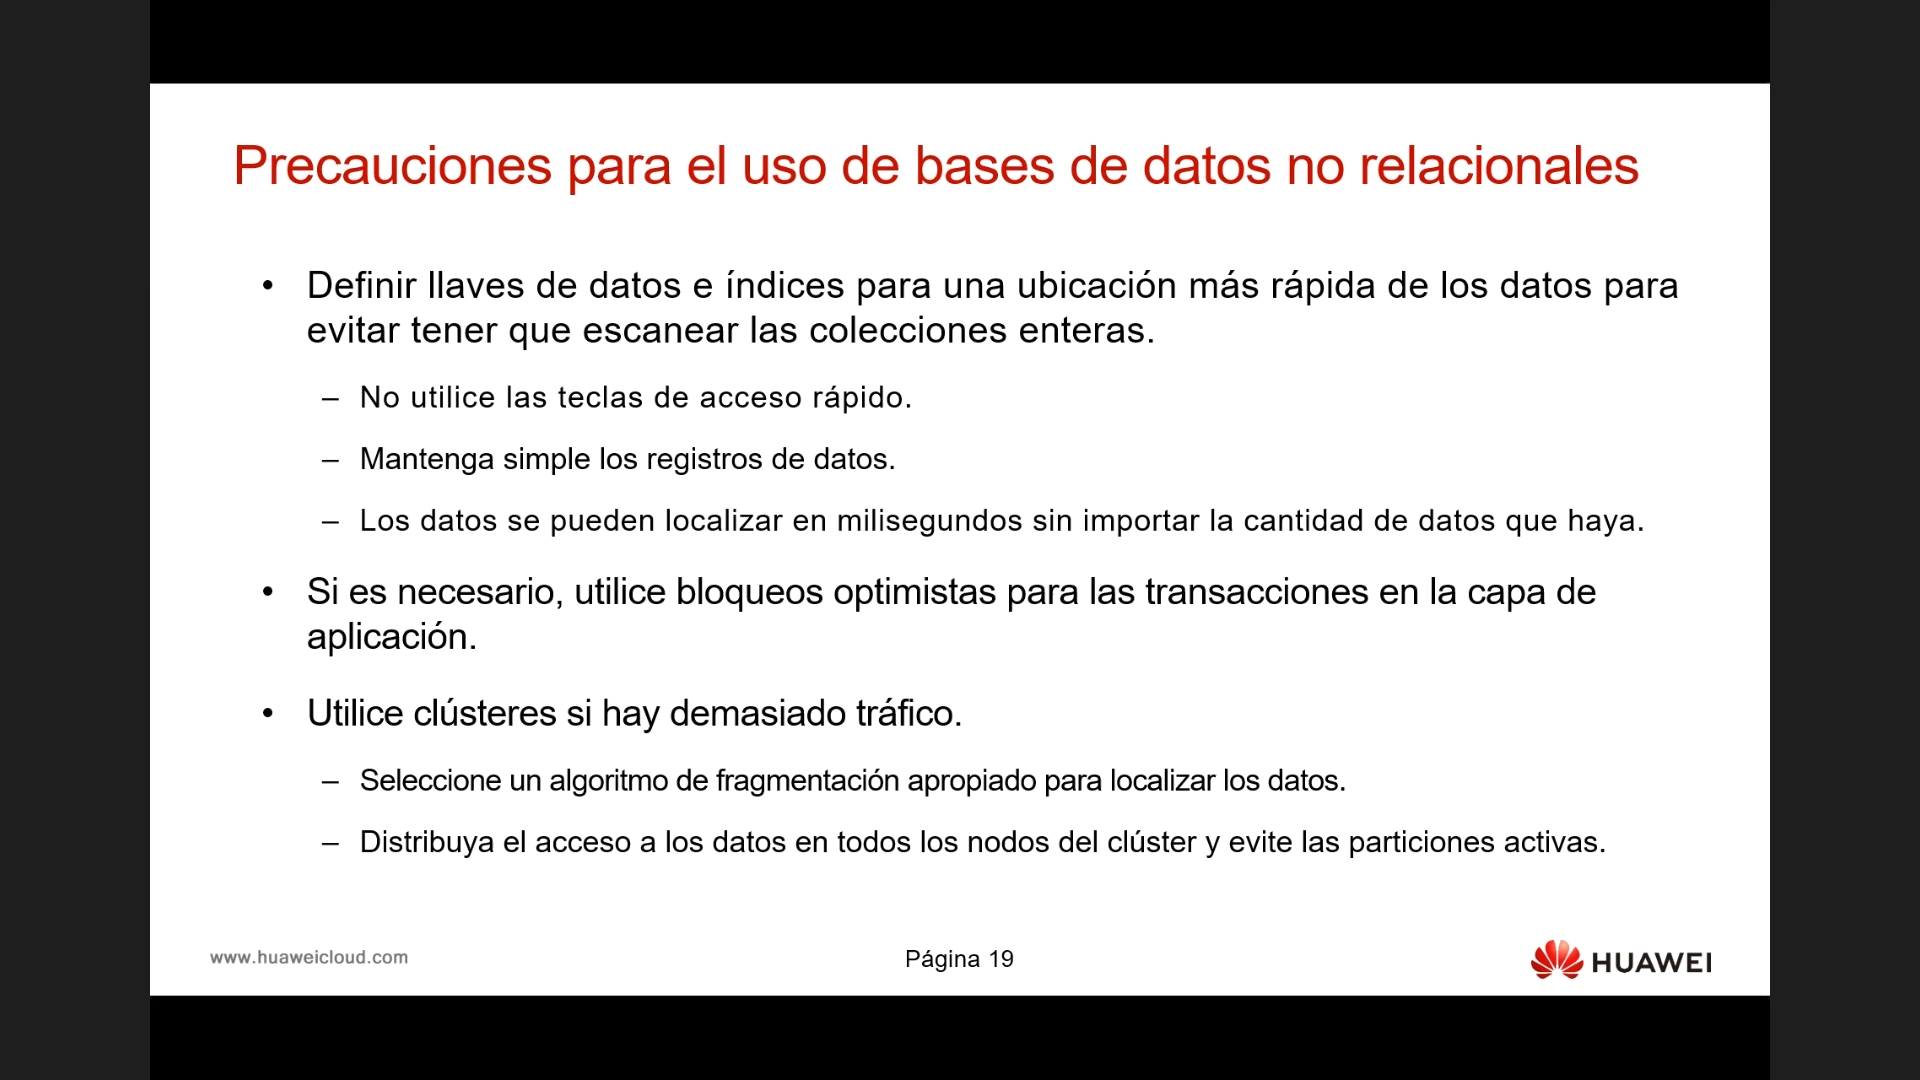 Precauciones para el uso de bases de datos no relacionales
• Definir llaves de datos e índices para una ubicación más rápida de los datos para
evitar tener que escanear las colecciones enteras.
– No utilice las teclas de acceso rápido.
– Mantenga simple los registros de datos.
– Los datos se pueden localizar en milisegundos sin importar la cantidad de datos que haya.
• Si es necesario, utilice bloqueos optimistas para las transacciones en la capa de
aplicación.
• Utilice clústeres si hay demasiado tráfico.
– Seleccione un algoritmo de fragmentación apropiado para localizar los datos.
– Distribuya el acceso a los datos en todos los nodos del clúster y evite las particiones activas.
www.huaweicloud.com
Página 19
HUAWEI